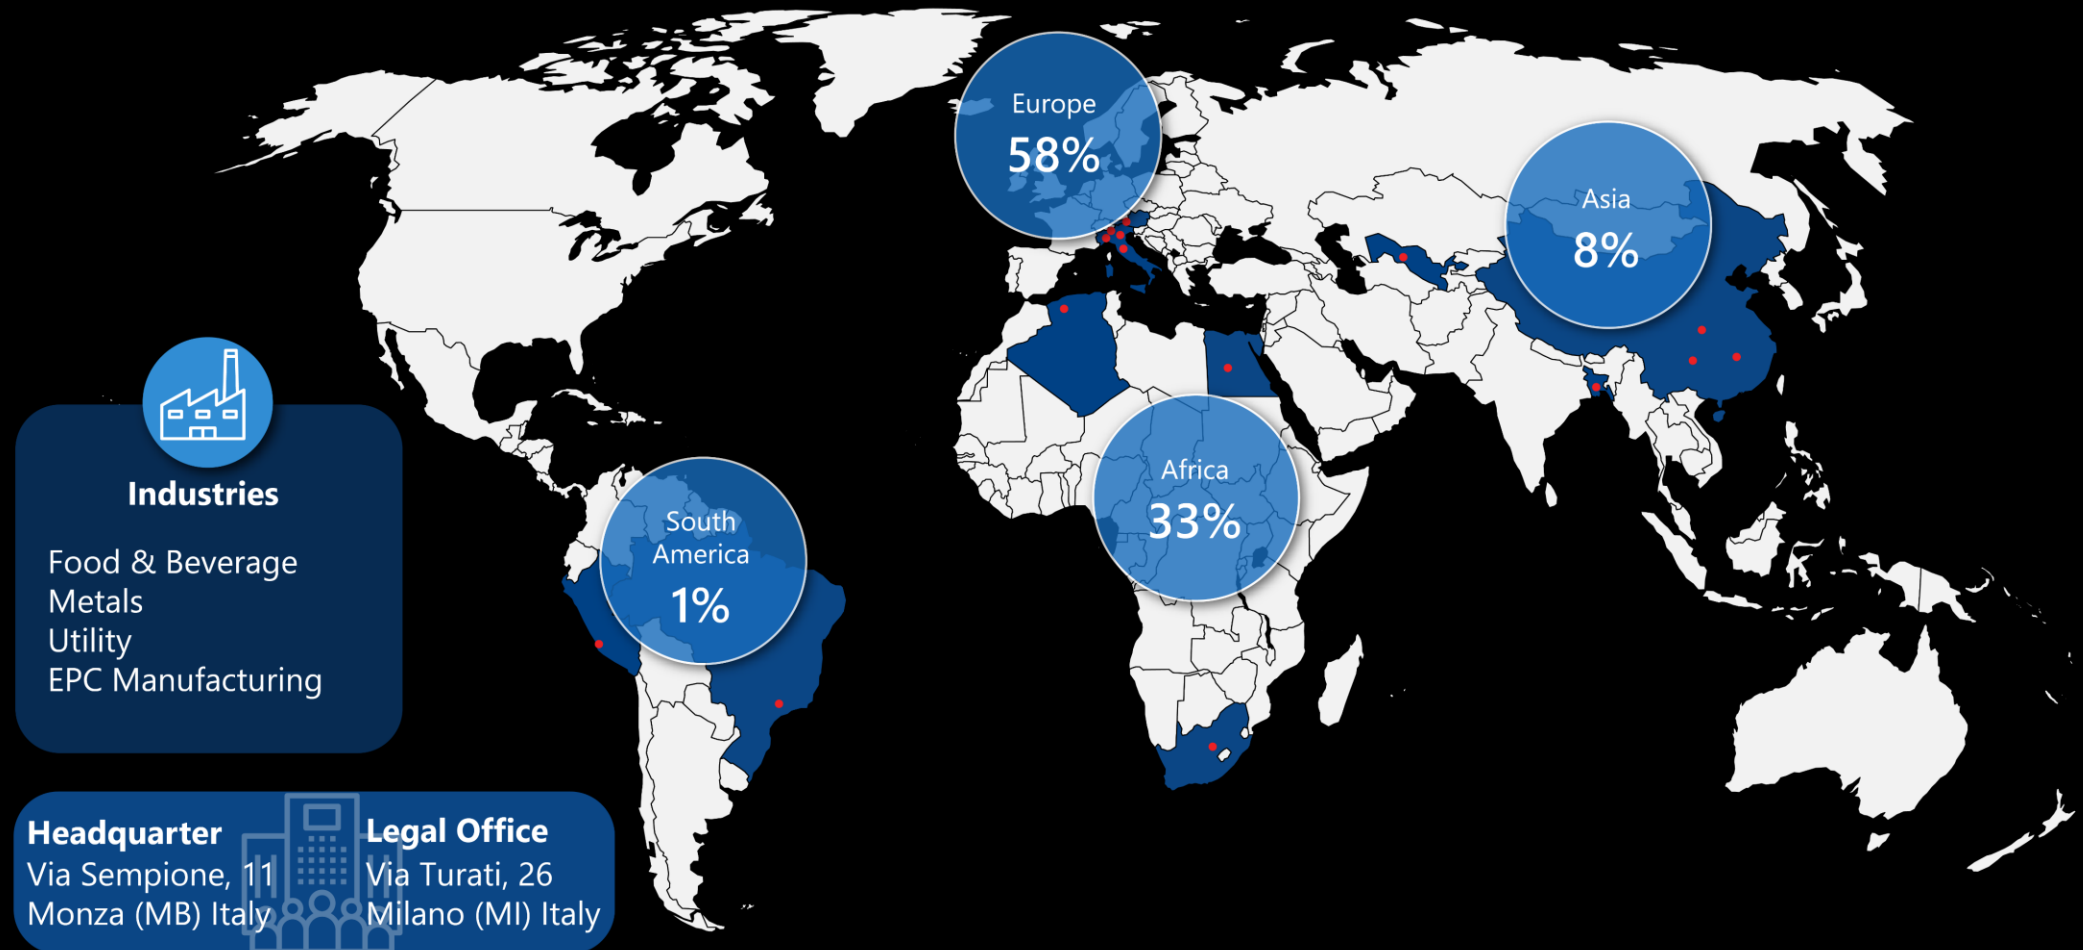 Europe
58%
Asia
8%
Africa
33%
South
America
1%
Industries
Food & Beverage
Metals
Utility
EPC Manufacturing
Headquarter
Via Sempione, 11
Monza (MB) Italy
Legal Office
Via Turati, 26
Milano (MI) Italy